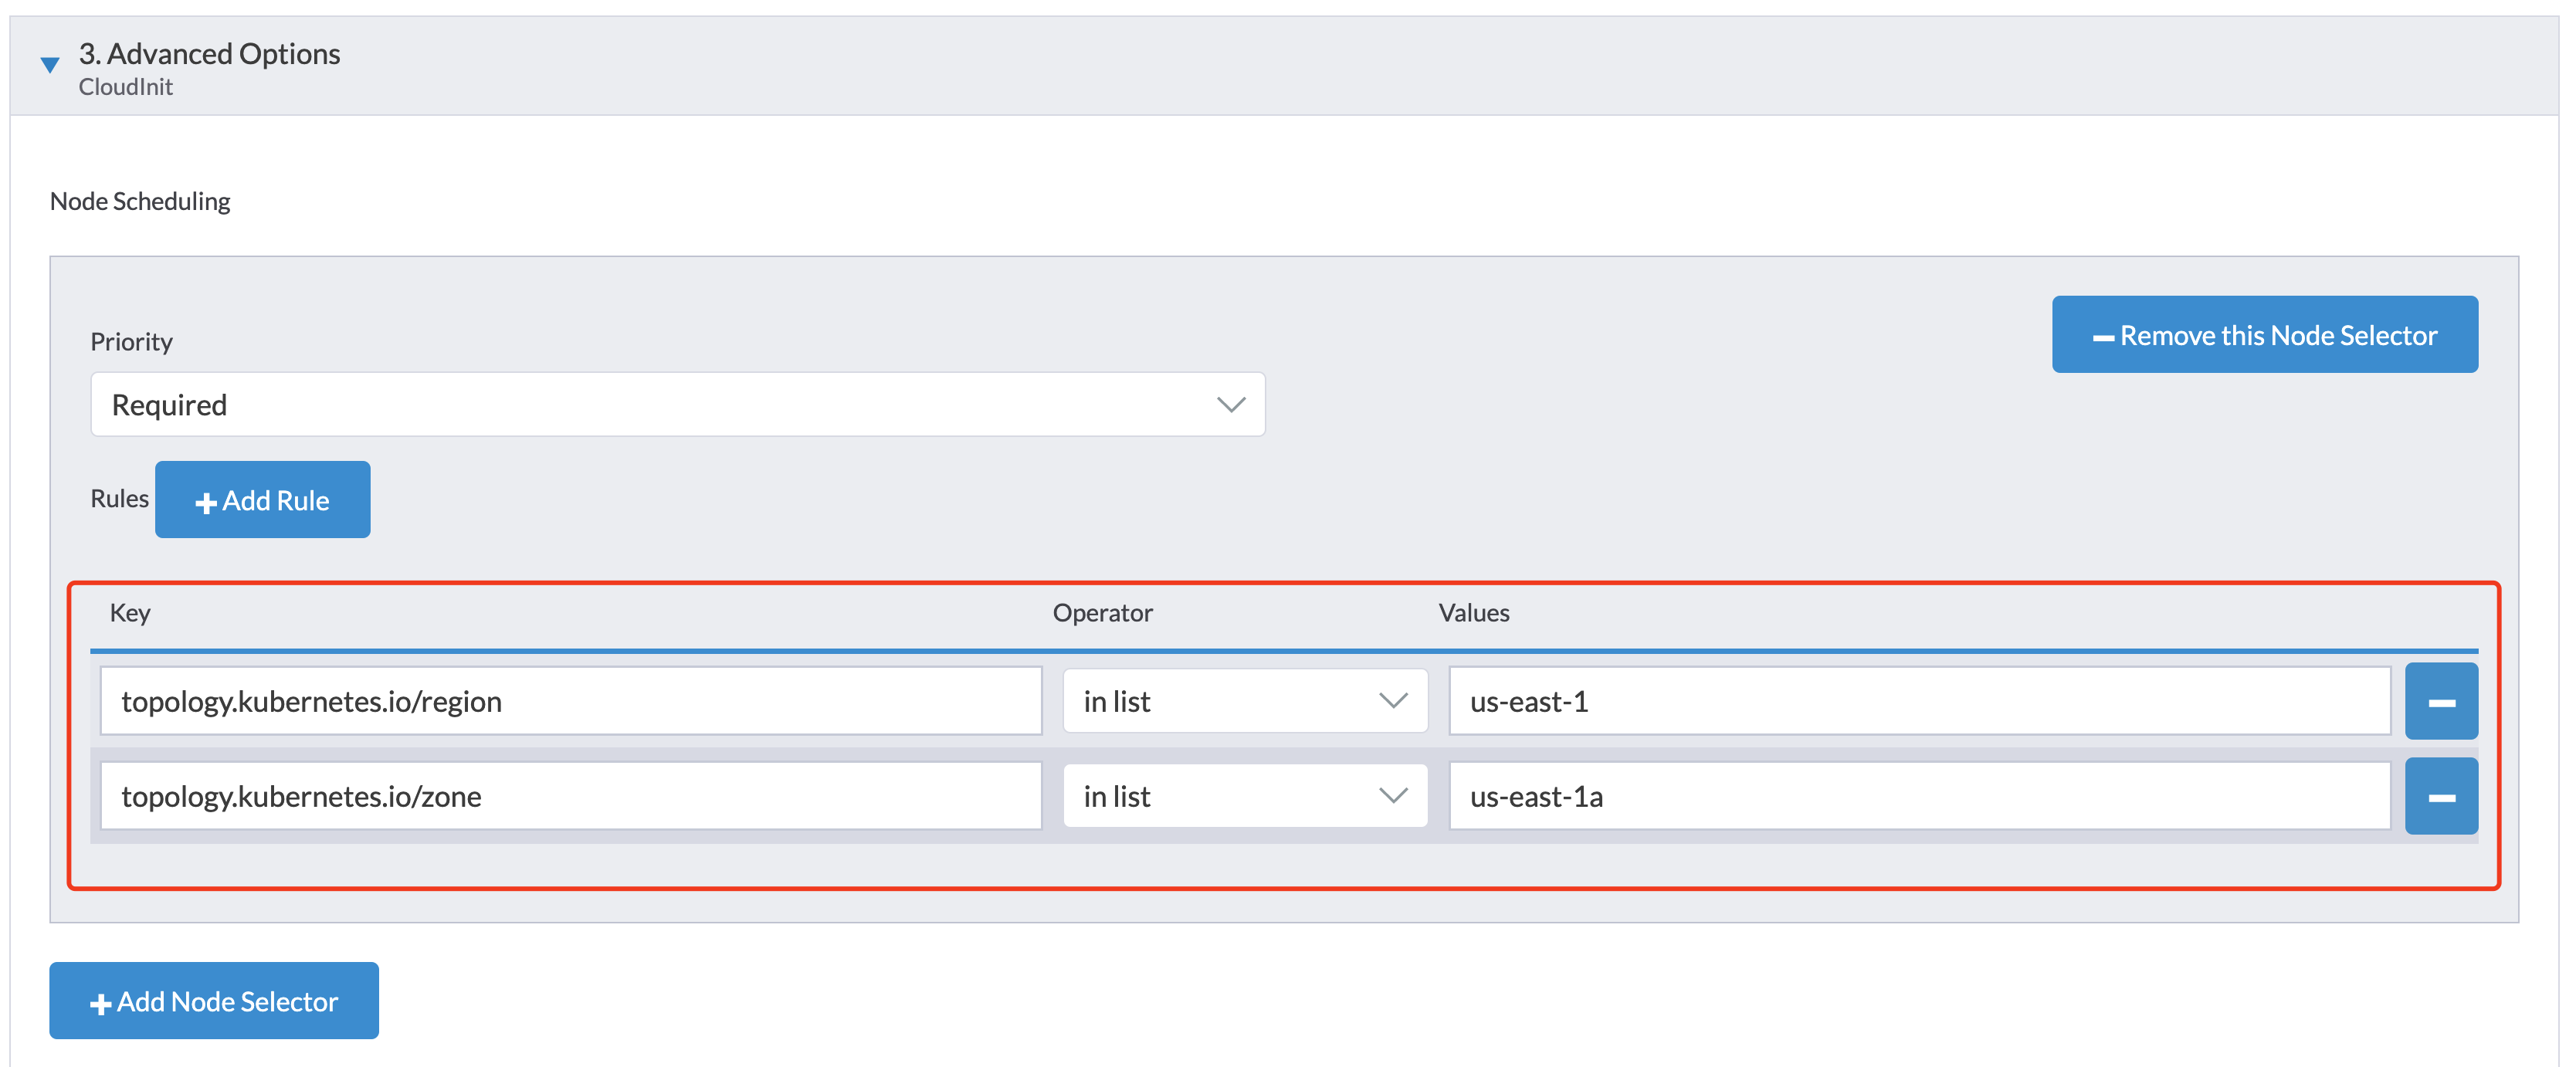 3. Advanced Options
CloudInit
Node Scheduling
Remove this Node Selector
Priority
Required
Rules Add Rule
Key Operator Values
topology.kubernetes.io/region in list us-east-1
topology.kubernetes.io/zone in list us-east-1a
Add Node Selector